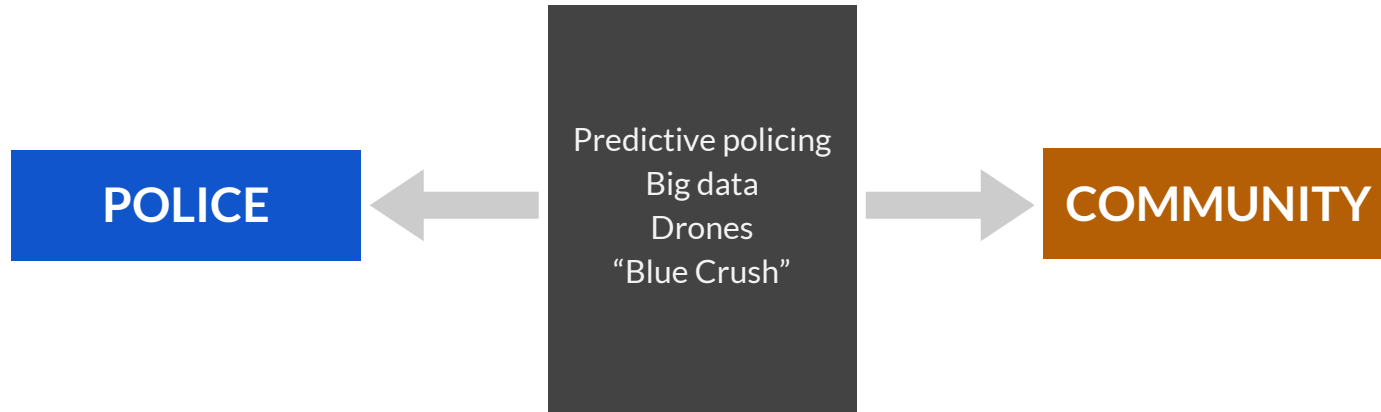 POLICE
Predictive policing
Big data
Drones
“Blue Crush”
COMMUNITY